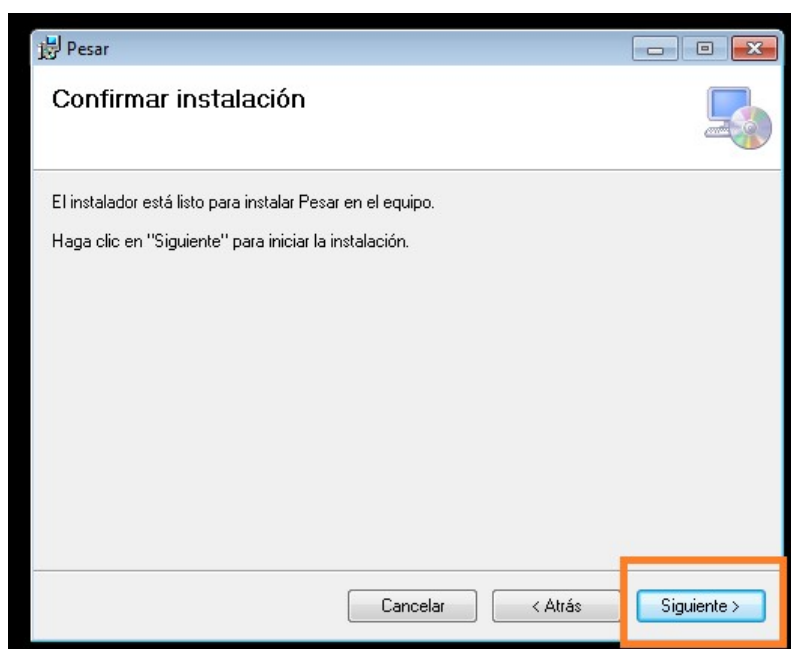 Pesar
Confirmar instalación
El instalador está listo para instalar Pesar en el equipo.
Haga clic en "Siguiente" para iniciar la instalación.
Cancelar
< Atrás
Siguiente >